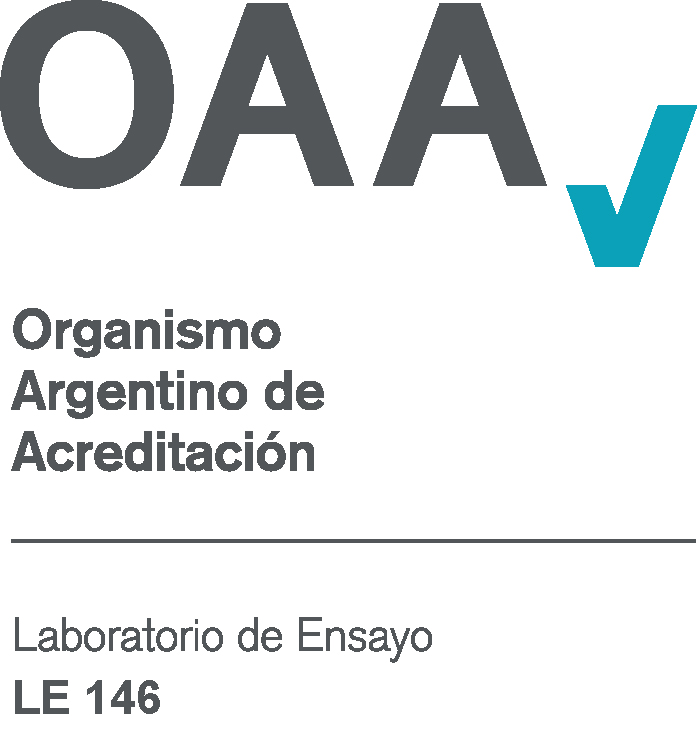 OAA
Organismo
Argentino de
Acreditación
Laboratorio de Ensayo
LE 146